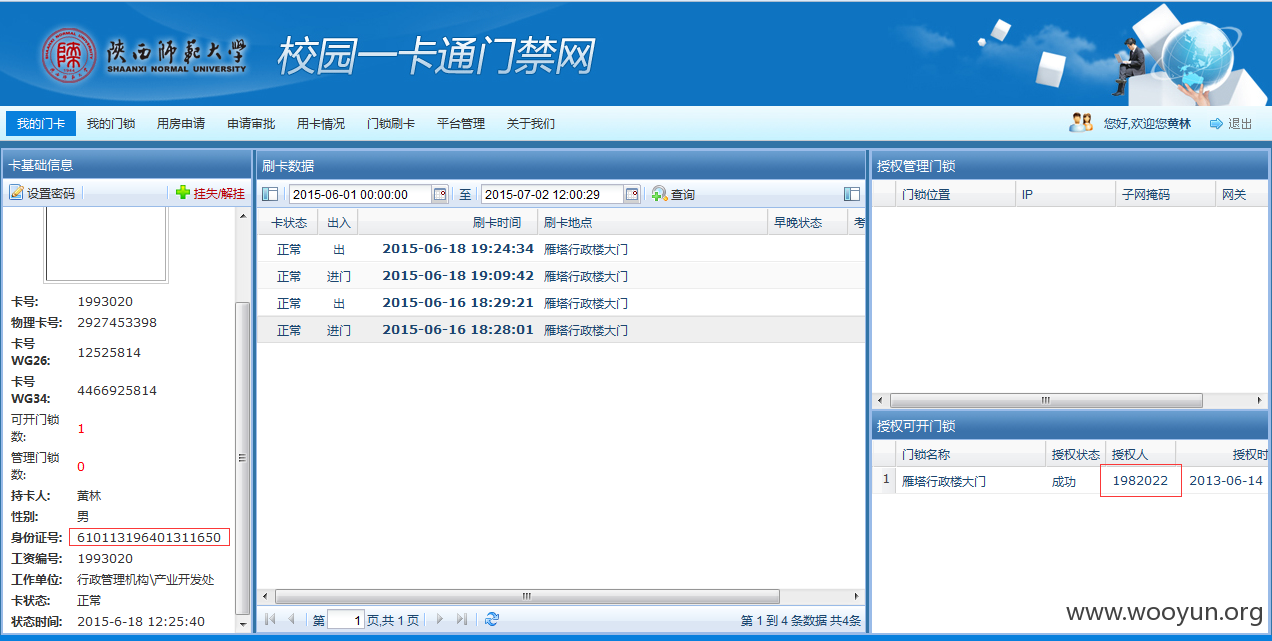 陕西师范大学
SHAANXI NORMAL UNIVERSITY
校园一卡通门禁网
我的门卡 我的门锁 用房申请 申请审批 用卡情况 门锁刷卡 平台管理 关于我们 您好,欢迎您黄林 退出
卡基础信息
设置密码 挂失/解挂
卡号: 1993020
物理卡号: 2927453398
卡号
WG26: 12525814
卡号
WG34: 4466925814
可开门锁
数: 1
管理门锁
数: 0
持卡人: 黄林
性别: 男
身份证号: 610113196401311650
工资编号: 1993020
工作单位: 行政管理机构\产业开发处
卡状态: 正常
状态时间: 2015-6-18 12:25:40
刷卡数据
2015-06-01 00:00:00 至 2015-07-02 12:00:29 查询
卡状态 出入 刷卡时间 刷卡地点 早晚状态 考
正常 出 2015-06-18 19:24:34 雁塔行政楼大门
正常 进门 2015-06-18 19:09:42 雁塔行政楼大门
正常 出 2015-06-16 18:29:21 雁塔行政楼大门
正常 进门 2015-06-16 18:28:01 雁塔行政楼大门
第 1 页,共 1 页 第 1 到 4 条数据 共4条
授权管理门锁
门锁位置 IP 子网掩码 网关
授权可开门锁
门锁名称 授权状态 授权人 授权时
1 雁塔行政楼大门 成功 1982022 2013-06-14
www.wooyun.org